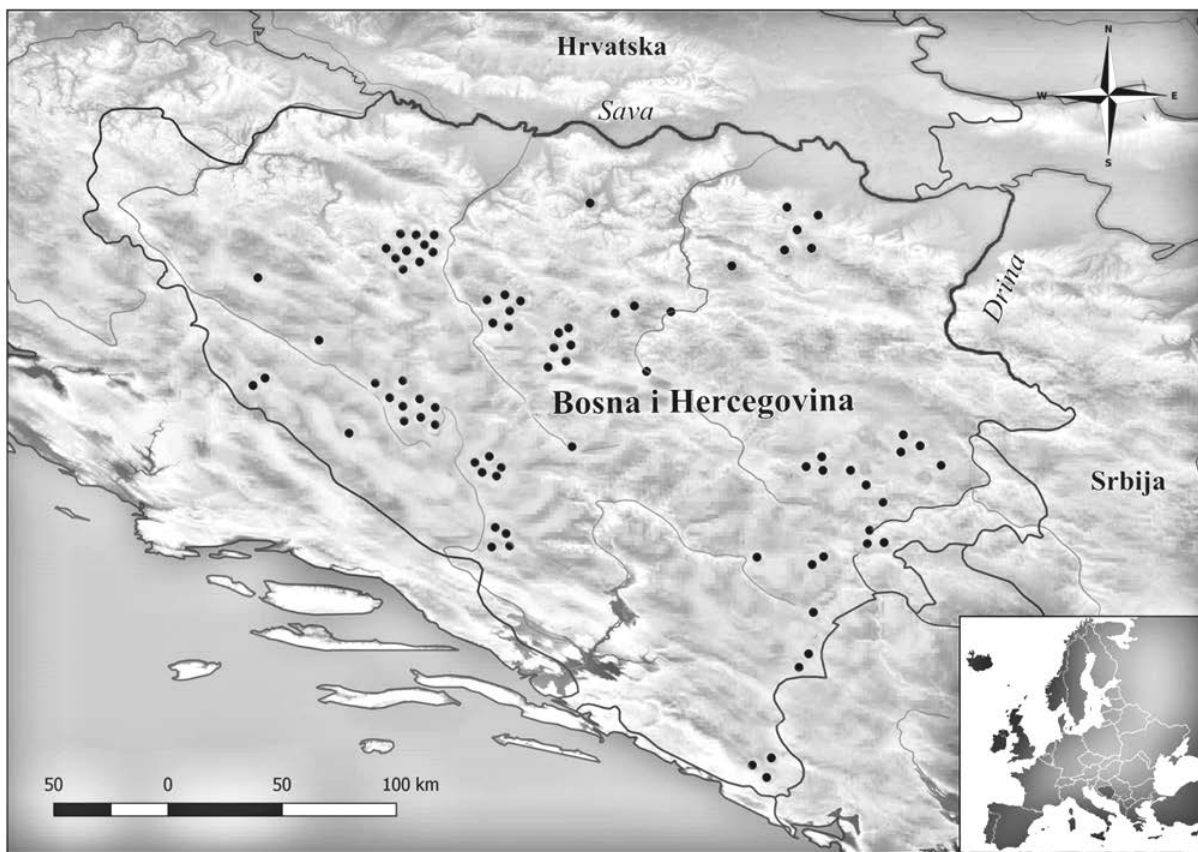 Hrvatska
N
W
E
S
Sava
Drina
Bosna i Hercegovina
Srbija
50 0 50 100 km